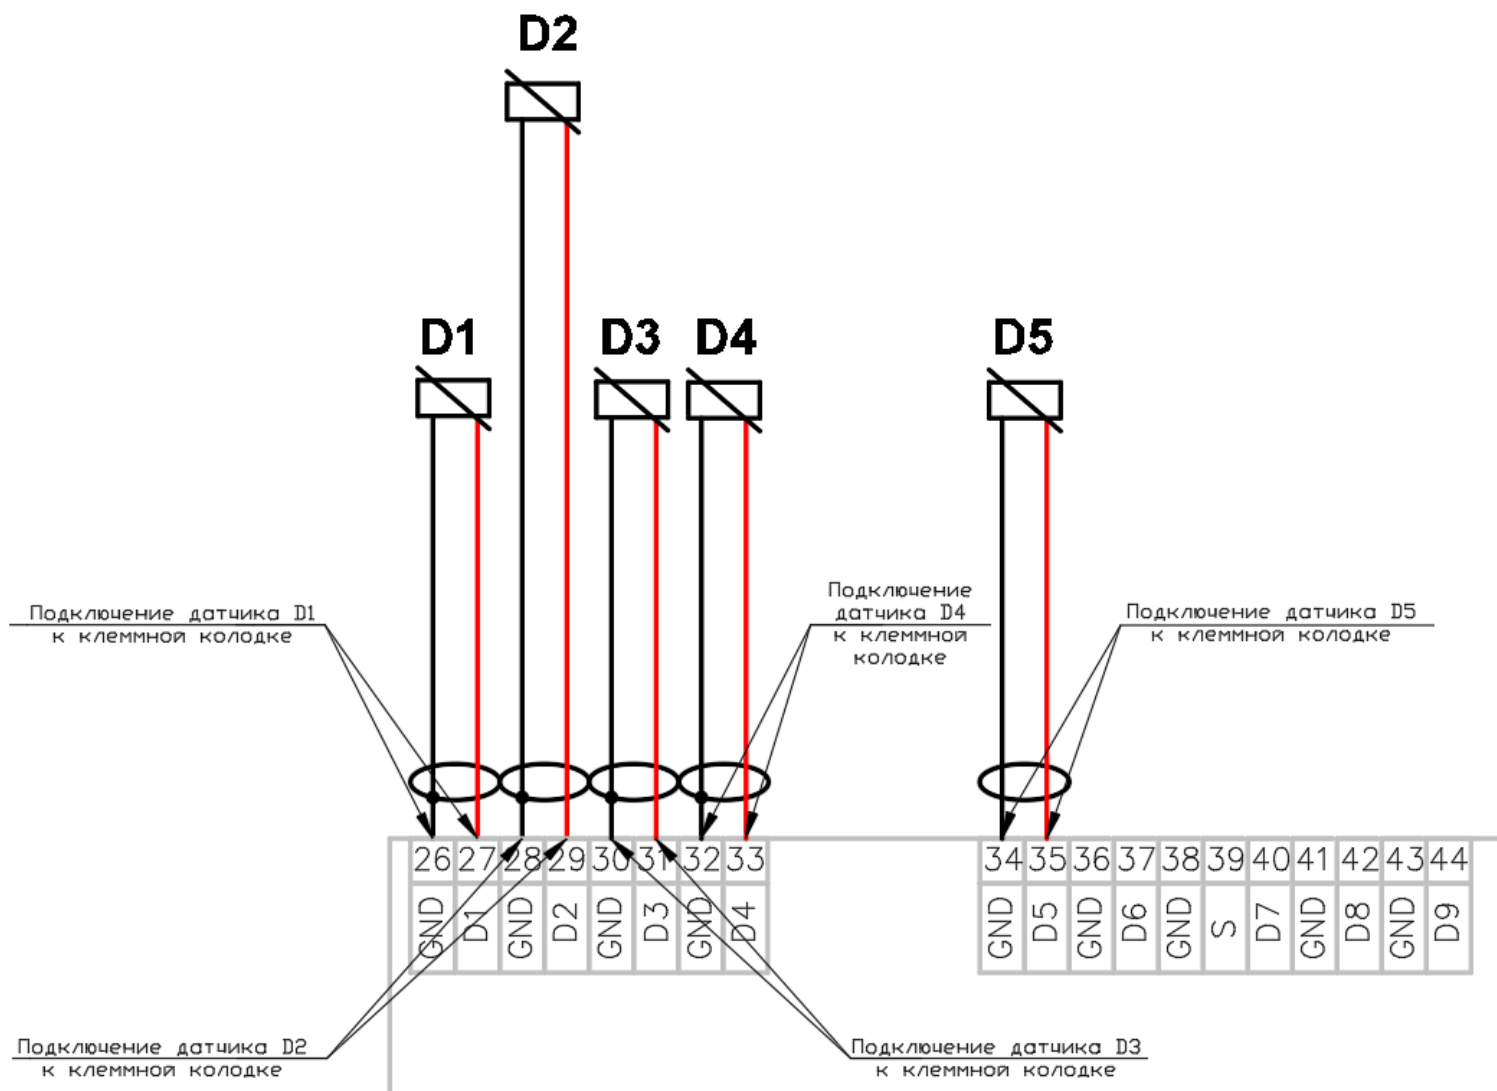 D2
D1
D3
D4
D5
Подключение датчика D1
к клеммной колодке
Подключение
датчика D4
к клеммной
колодке
Подключение датчика D5
к клеммной колодке
26 27 28 29 30 31 32 33
GND D1 GND D2 GND D3 GND D4
34 35 36 37 38 39 40 41 42 43 44
GND D5 GND D6 GND S D7 GND D8 GND D9
Подключение датчика D2
к клеммной колодке
Подключение датчика D3
к клеммной колодке